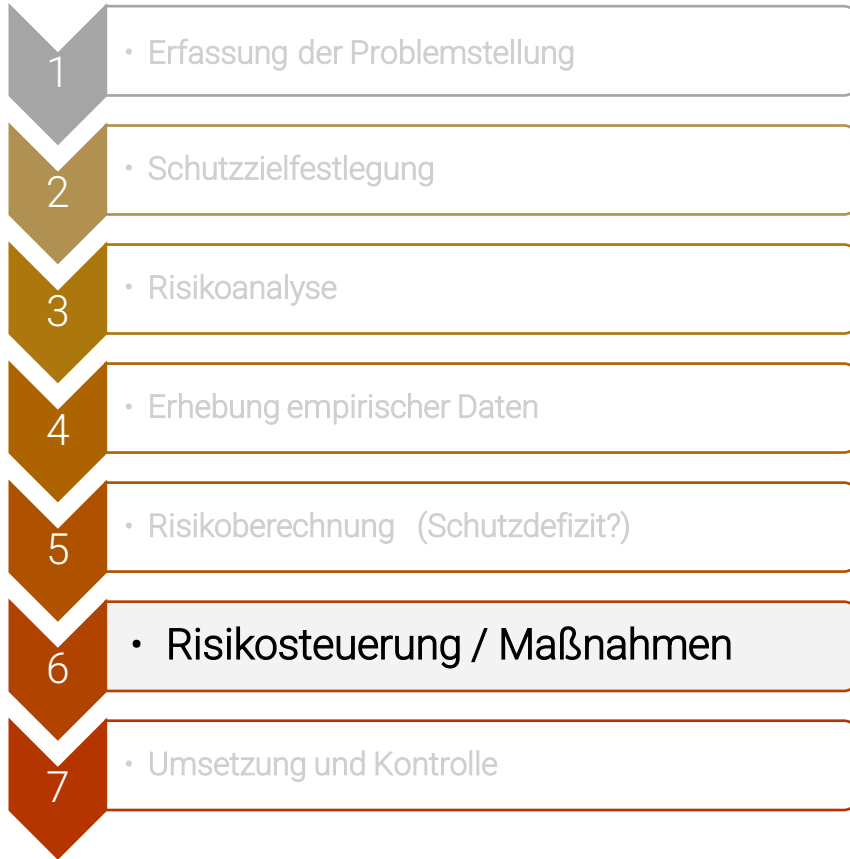 1
• Erfassung der Problemstellung
2
• Schutzzielfestlegung
3
• Risikoanalyse
4
• Erhebung empirischer Daten
5
• Risikoberechnung (Schutzdefizit?)
6
• Risikosteuerung / Maßnahmen
7
• Umsetzung und Kontrolle